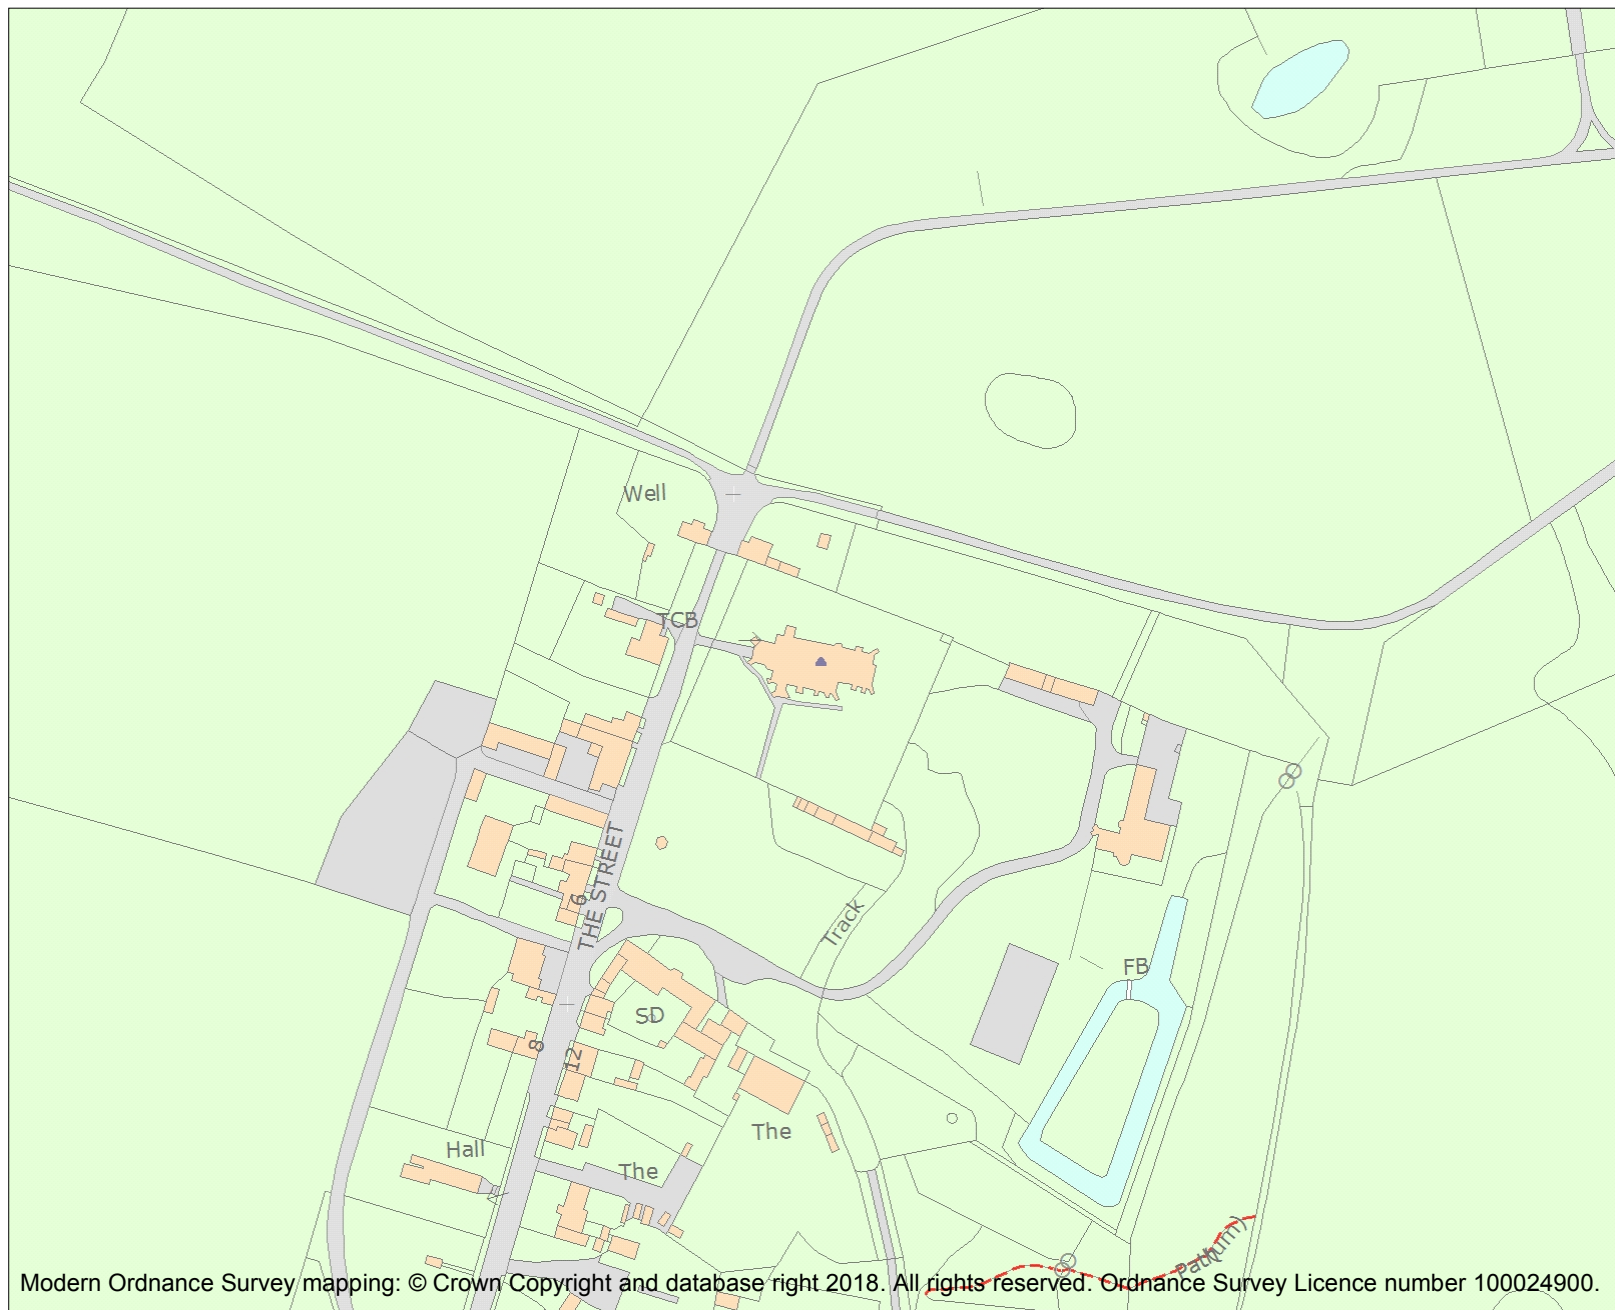 Well
TCB
THE STREET
6
Track
FB
SD
8
12
The
Hall
The
Path (um)
Modern Ordnance Survey mapping: © Crown Copyright and database right 2018. All rights reserved. Ordnance Survey Licence number 100024900.